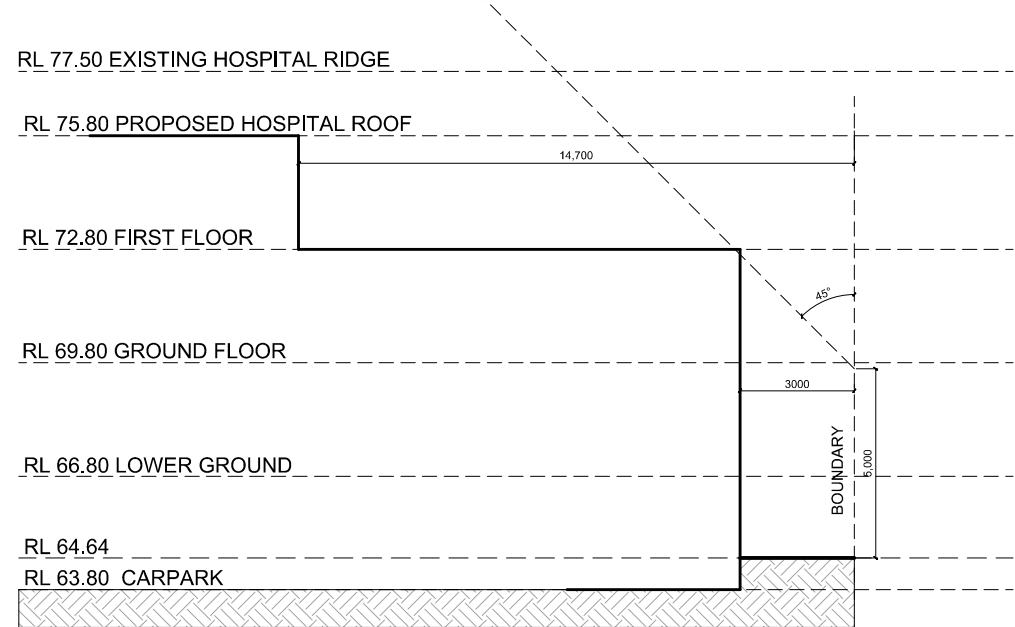 RL 77.50 EXISTING HOSPITAL RIDGE
RL 75.80 PROPOSED HOSPITAL ROOF
14,700
RL 72.80 FIRST FLOOR
45°
RL 69.80 GROUND FLOOR
3000
BOUNDARY
5,000
RL 66.80 LOWER GROUND
RL 64.64
RL 63.80 CARPARK